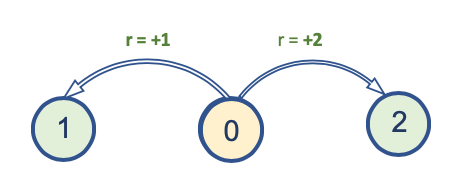 r = +1
r = +2
1
0
2